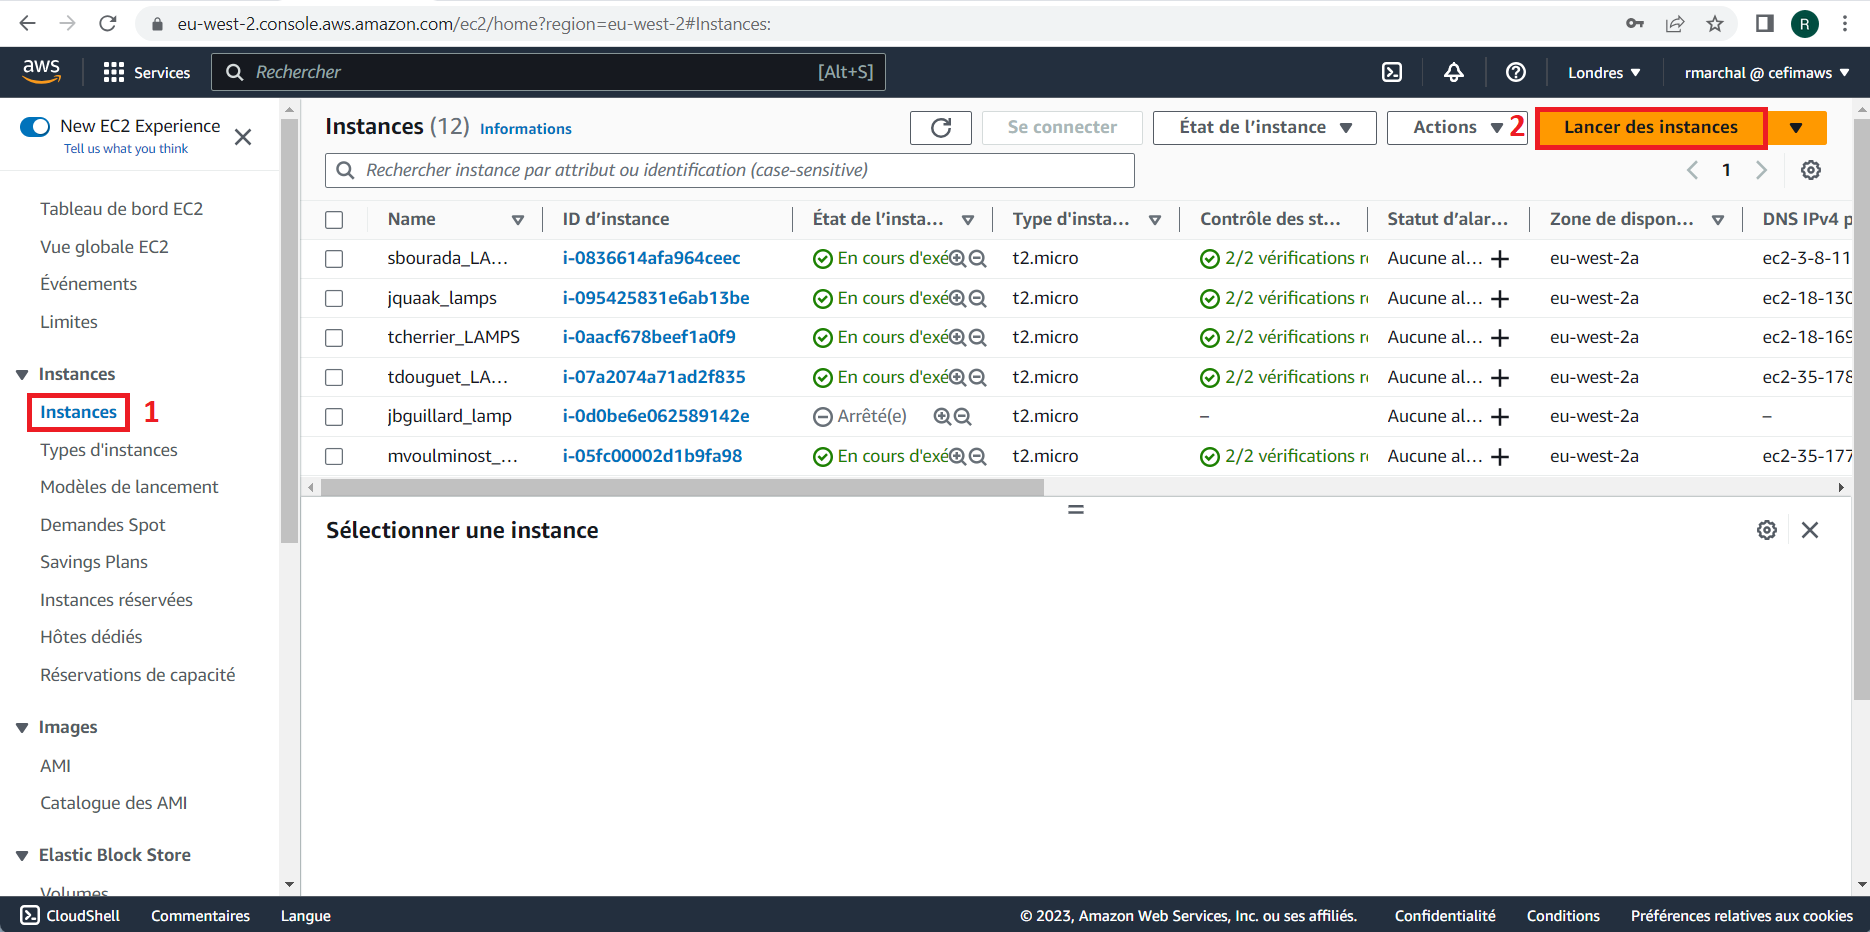 eu-west-2.console.aws.amazon.com/ec2/home?region=eu-west-2#Instances:
R
aws
Services
Rechercher
[Alt+S]
Londres
rmarchal @ cefimaws
New EC2 Experience
Tell us what you think
Tableau de bord EC2
Vue globale EC2
Événements
Limites
Instances
Instances
1
Types d'instances
Modèles de lancement
Demandes Spot
Savings Plans
Instances réservées
Hôtes dédiés
Réservations de capacité
Images
AMI
Catalogue des AMI
Elastic Block Store
Volumes
Instances (12) Informations
Se connecter
État de l’instance
Actions
2
Lancer des instances
Rechercher instance par attribut ou identification (case-sensitive)
1
Name ID d’instance État de l’insta... Type d'insta... Contrôle des st... Statut d’alar... Zone de dispon... DNS IPv4 p
sbourada_LA... i-0836614afa964ceec En cours d'exé t2.micro 2/2 vérifications r Aucune al... eu-west-2a ec2-3-8-11
jquaak_lamps i-095425831e6ab13be En cours d'exé t2.micro 2/2 vérifications r Aucune al... eu-west-2a ec2-18-130
tcherrier_LAMPS i-0aacf678beef1a0f9 En cours d'exé t2.micro 2/2 vérifications r Aucune al... eu-west-2a ec2-18-169
tdouguet_LA... i-07a2074a71ad2f835 En cours d'exé t2.micro 2/2 vérifications r Aucune al... eu-west-2a ec2-35-178
jbguillard_lamp i-0d0be6e062589142e Arrêté(e) t2.micro – Aucune al... eu-west-2a –
mvoulminost_... i-05fc00002d1b9fa98 En cours d'exé t2.micro 2/2 vérifications r Aucune al... eu-west-2a ec2-35-177
Sélectionner une instance
CloudShell Commentaires Langue © 2023, Amazon Web Services, Inc. ou ses affiliés. Confidentialité Conditions Préférences relatives aux cookies